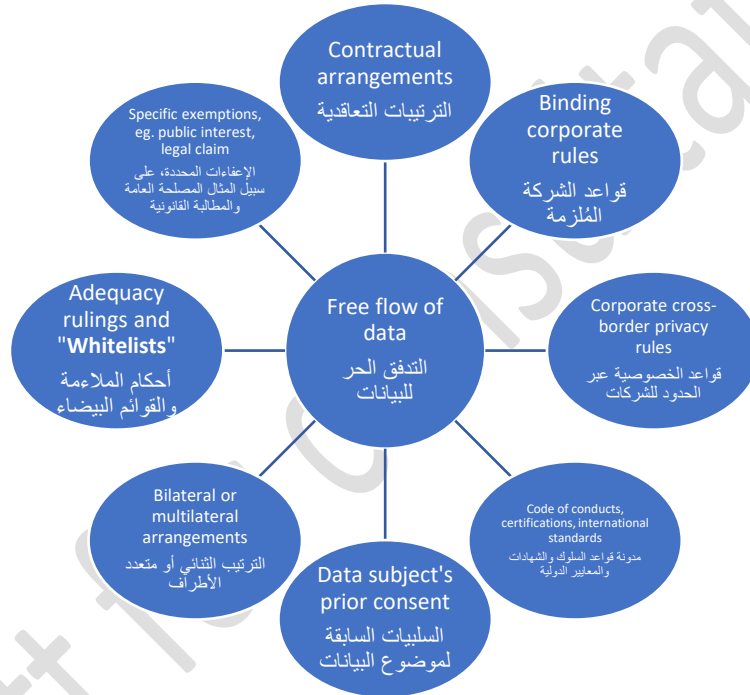 Contractual
arrangements
الترتيبات التعاقدية
Specific exemptions,
eg. public interest,
legal claim
الإعفاءات المحددة، على
سبيل المثال المصلحة العامة
والمطالبة القانونية
Binding
corporate
rules
قواعد الشركة
المُلزمة
Adequacy
rulings and
"Whitelists"
أحكام الملاءمة
والقوائم البيضاء
Free flow of
data
التدفق الحر
للبيانات
Corporate cross-
border privacy
rules
قواعد الخصوصية عبر
الحدود للشركات
Bilateral or
multilateral
arrangements
الترتيب الثنائي أو متعدد
الأطراف
Data subject's
prior consent
السلبيات السابقة
لموضوع البيانات
Code of conducts,
certifications, international
standards
مدونة قواعد السلوك والشهادات
والمعايير الدولية